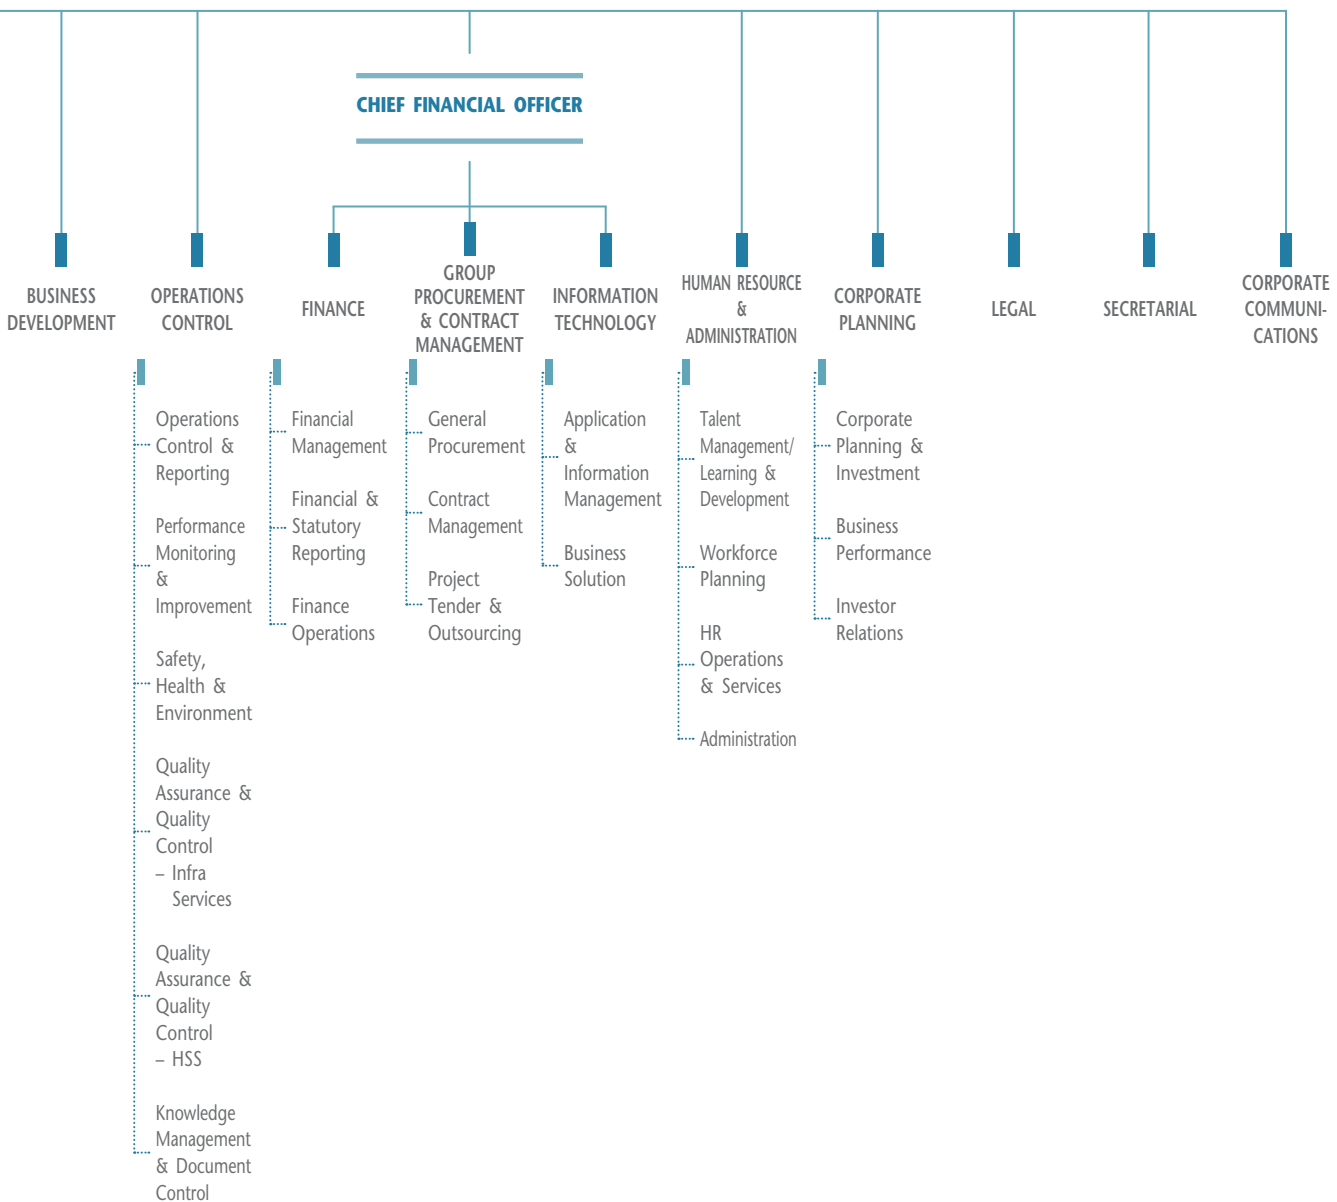 CHIEF FINANCIAL OFFICER
BUSINESS
DEVELOPMENT
OPERATIONS
CONTROL
FINANCE
GROUP
PROCUREMENT
& CONTRACT
MANAGEMENT
INFORMATION
TECHNOLOGY
HUMAN RESOURCE
&
ADMINISTRATION
CORPORATE
PLANNING
LEGAL
SECRETARIAL
CORPORATE
COMMUNI-
CATIONS
Operations
Control &
Reporting
Performance
Monitoring
&
Improvement
Safety,
Health &
Environment
Quality
Assurance &
Quality
Control
– Infra
Services
Quality
Assurance &
Quality
Control
– HSS
Knowledge
Management
& Document
Control
Financial
Management
Financial &
Statutory
Reporting
Finance
Operations
General
Procurement
Contract
Management
Project
Tender &
Outsourcing
Application
&
Information
Management
Business
Solution
Talent
Management/
Learning &
Development
Workforce
Planning
HR
Operations
& Services
Administration
Corporate
Planning &
Investment
Business
Performance
Investor
Relations